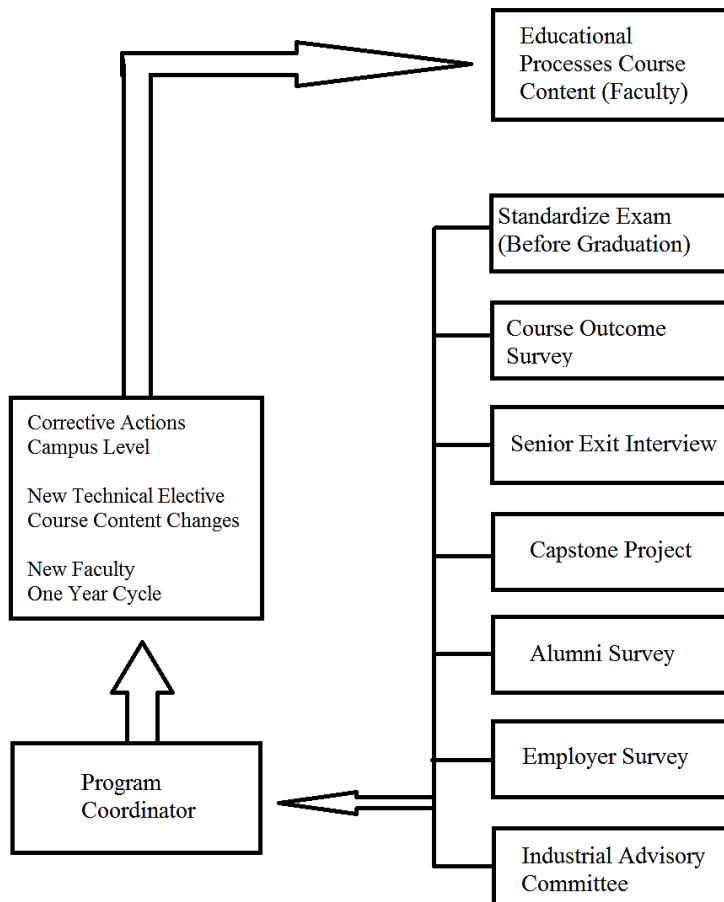 Educational
Processes Course
Content (Faculty)
Standardize Exam
(Before Graduation)
Course Outcome
Survey
Senior Exit Interview
Capstone Project
Alumni Survey
Employer Survey
Industrial Advisory
Committee
Corrective Actions
Campus Level
New Technical Elective
Course Content Changes
New Faculty
One Year Cycle
Program
Coordinator